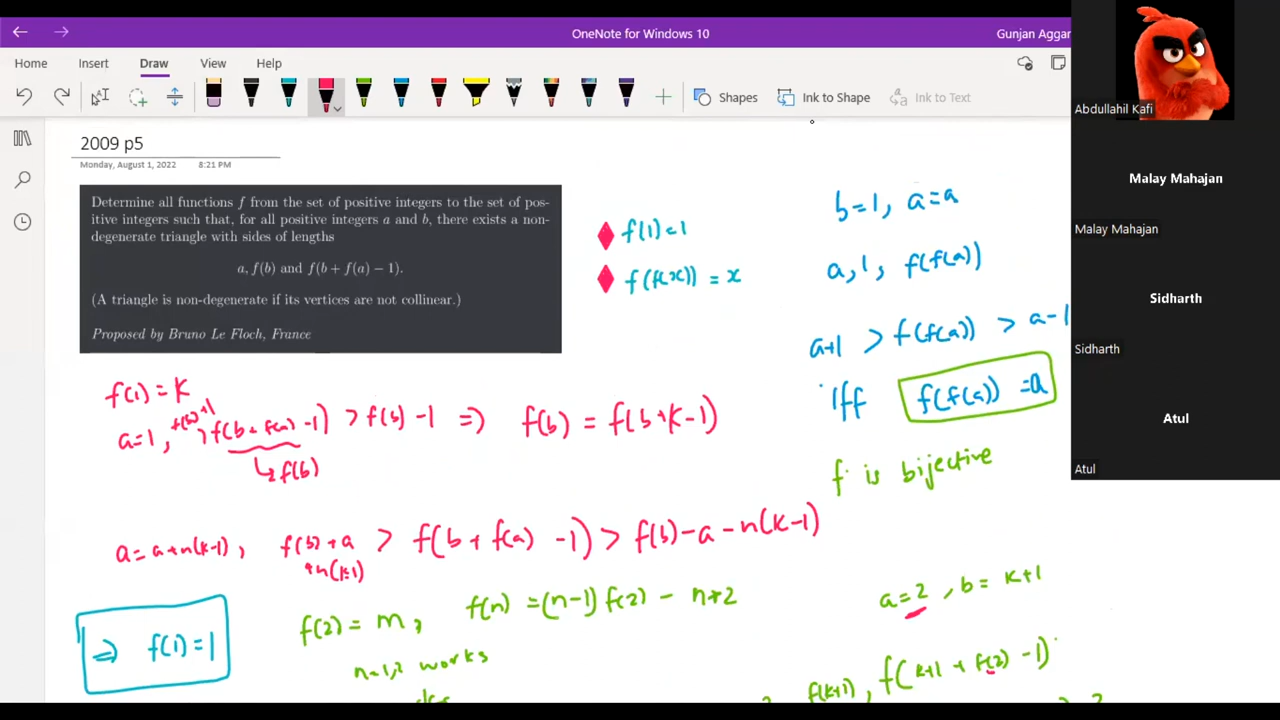 OneNote for Windows 10
Gunjan Aggar
Home Insert Draw View Help
Shapes Ink to Shape Ink to Text
2009 p5
Monday, August 1, 2022 8:21 PM
Determine all functions f from the set of positive integers to the set of pos-
itive integers such that, for all positive integers a and b, there exists a non-
degenerate triangle with sides of lengths
a, f(b) and f(b + f(a) − 1).
(A triangle is non-degenerate if its vertices are not collinear.)
Proposed by Bruno Le Floch, France
f(1)=1
f(f(x)) = x
b=1, a=a
a, 1, f(f(a))
a+1 > f(f(a)) > a-1
iff f(f(a)) = a
f is bijective
f(1) = k
a=1, f(b)+1 > f(b+f(a)-1) > f(b)-1 ⇒ f(b) = f(b+k-1)
↳ f(b)
a = a+n(k-1), f(b)+a > f(b+f(a)-1) > f(b)-a-n(k-1)
+n(k-1)
⇒ f(1)=1
f(2) = m, f(n) = (n-1)f(2) - n+2
n=1,2 works
a=2, b=k+1
f(k+1), f(k+1+f(2)-1)
Abdullahil Kafi
Malay Mahajan
Malay Mahajan
Sidharth
Sidharth
Atul
Atul